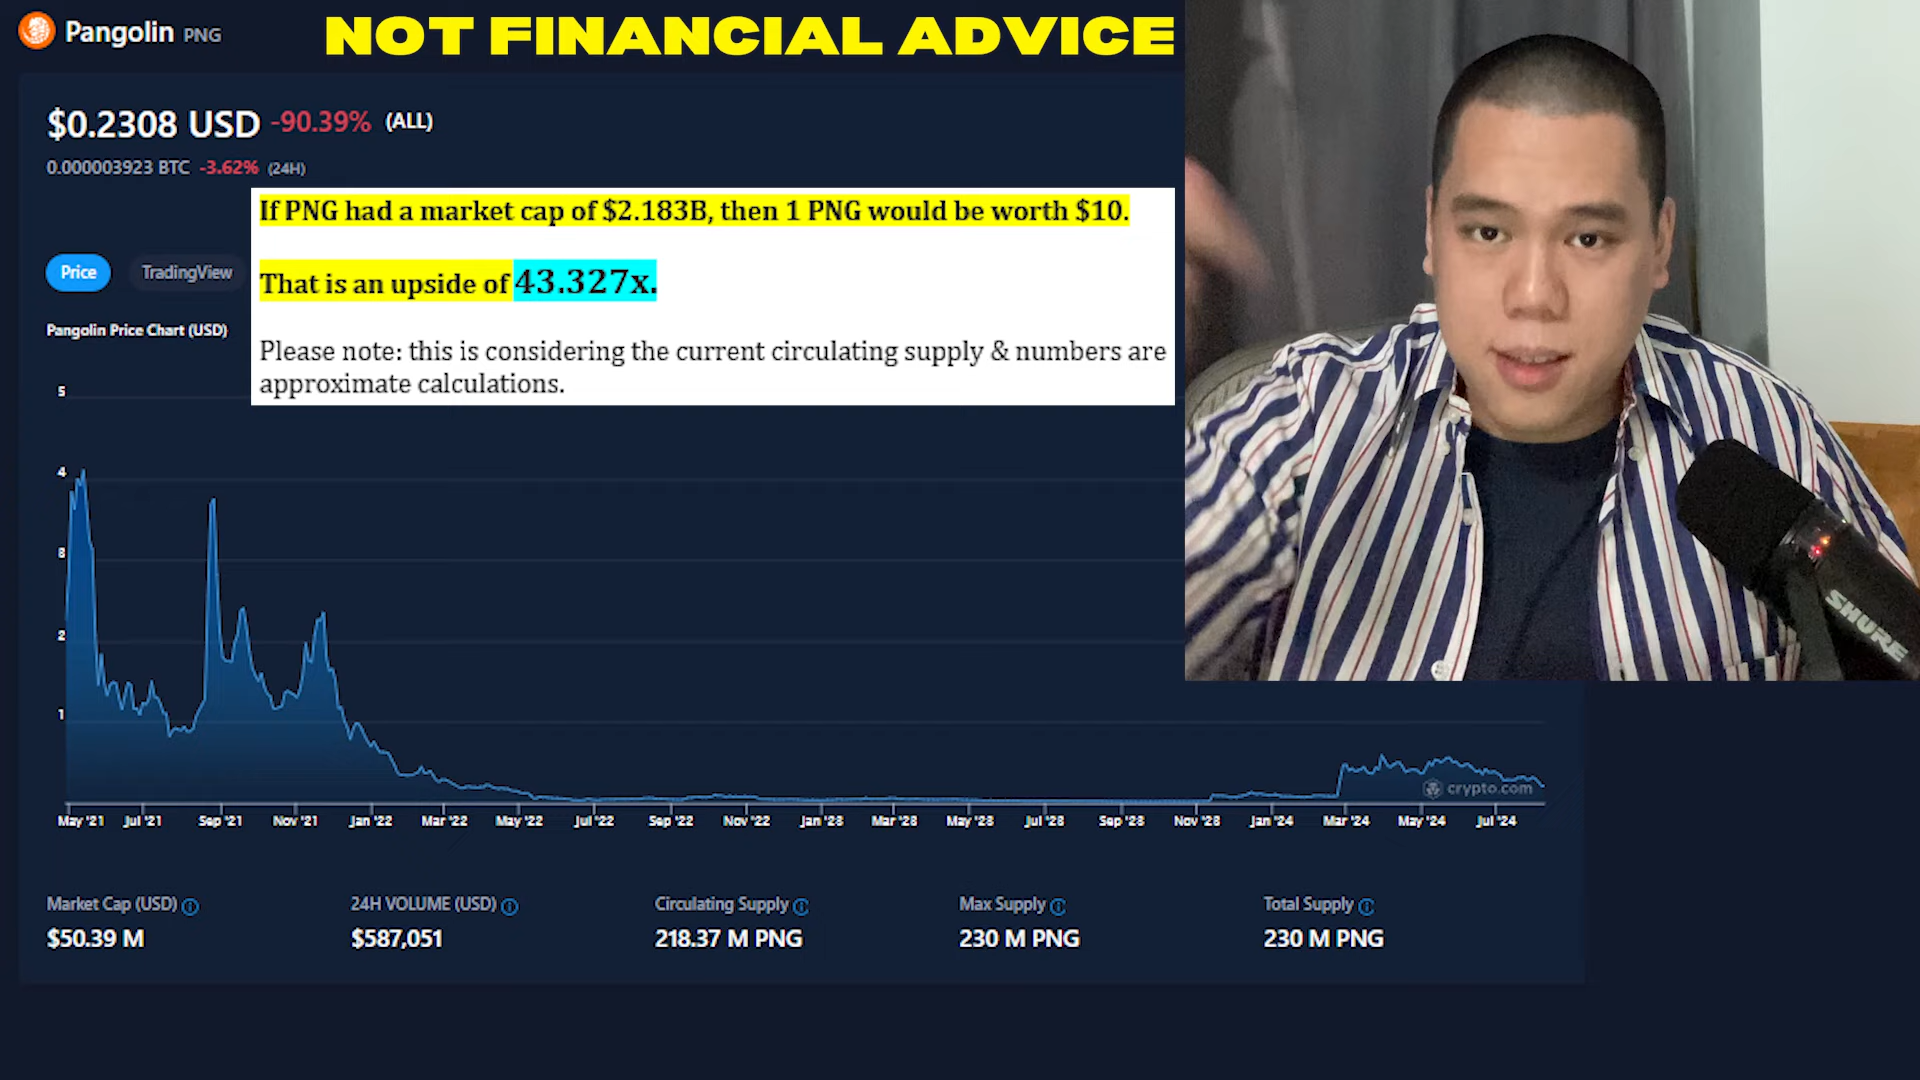 Pangolin PNG
NOT FINANCIAL ADVICE
$0.2308 USD -90.39% (ALL)
0.000003923 BTC -3.62% (24H)
If PNG had a market cap of $2.183B, then 1 PNG would be worth $10.
That is an upside of 43.327x.
Please note: this is considering the current circulating supply & numbers are
approximate calculations.
Price TradingView
Pangolin Price Chart (USD)
5
4
3
2
1
crypto.com
May '21 Jul '21 Sep '21 Nov '21 Jan '22 Mar '22 May '22 Jul '22 Sep '22 Nov '22 Jan '23 Mar '23 May '23 Jul '23 Sep '23 Nov '23 Jan '24 Mar '24 May '24 Jul '24
Market Cap (USD) 24H VOLUME (USD) Circulating Supply Max Supply Total Supply
$50.39 M $587,051 218.37 M PNG 230 M PNG 230 M PNG
SHURE